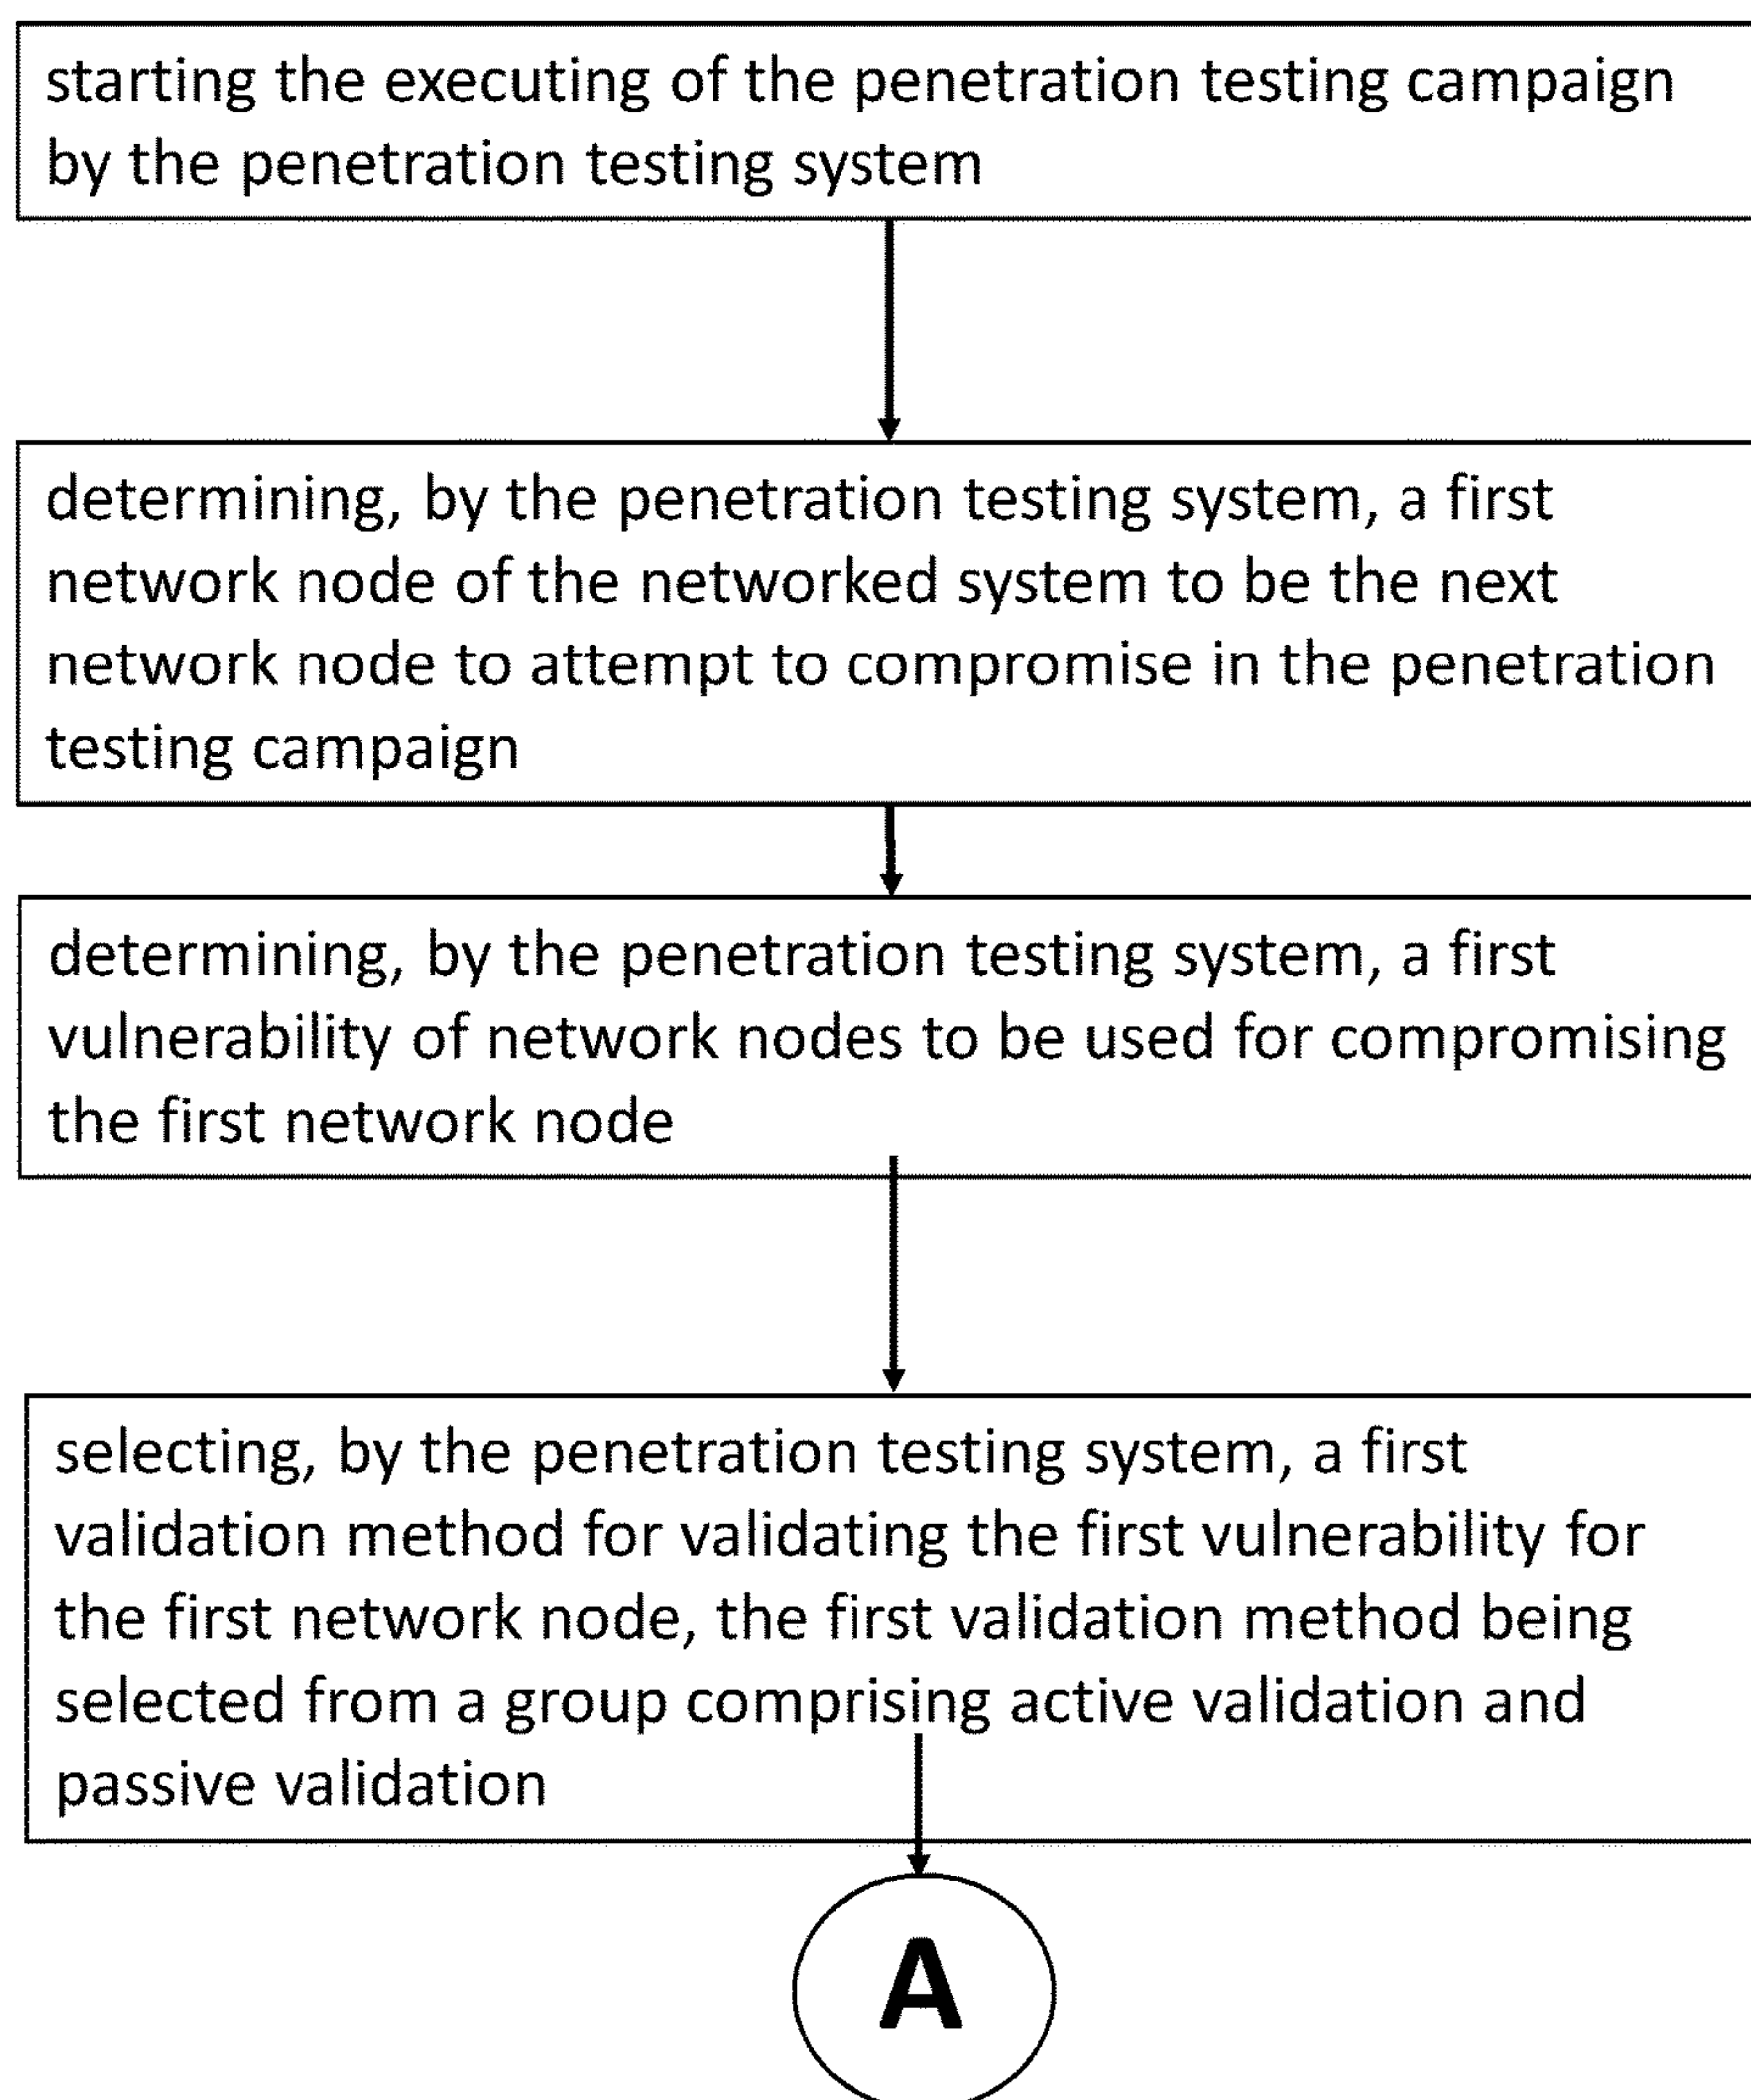 starting the executing of the penetration testing campaign
by the penetration testing system
determining, by the penetration testing system, a first
network node of the networked system to be the next
network node to attempt to compromise in the penetration
testing campaign
determining, by the penetration testing system, a first
vulnerability of network nodes to be used for compromising
the first network node
selecting, by the penetration testing system, a first
validation method for validating the first vulnerability for
the first network node, the first validation method being
selected from a group comprising active validation and
passive validation
A